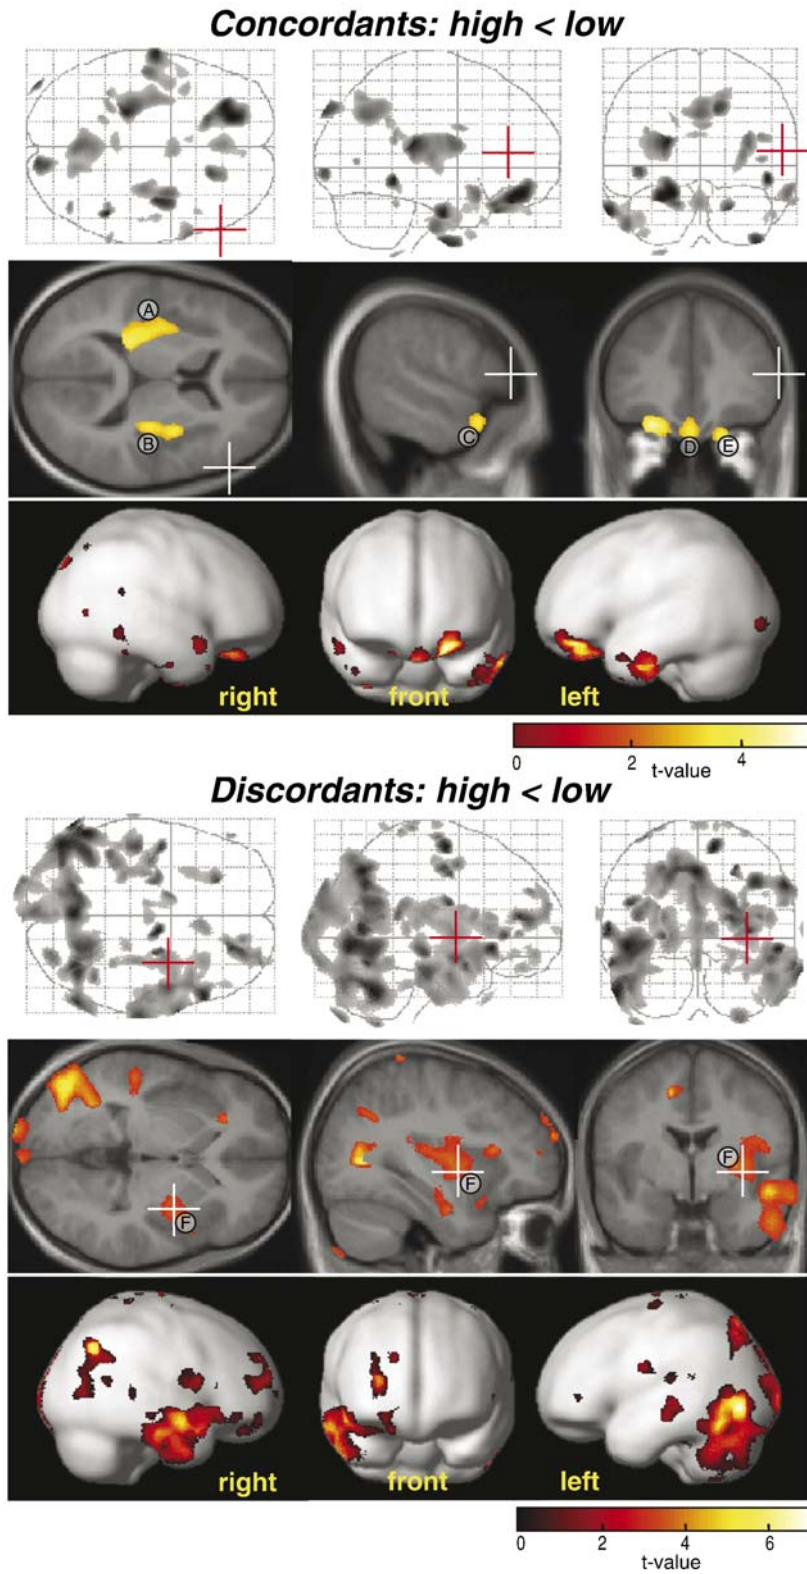 Concordants: high < low
A
B
C
D
E
right
front
left
0 2 4
t-value
Discordants: high < low
F
F
F
right
front
left
0 2 4 6
t-value